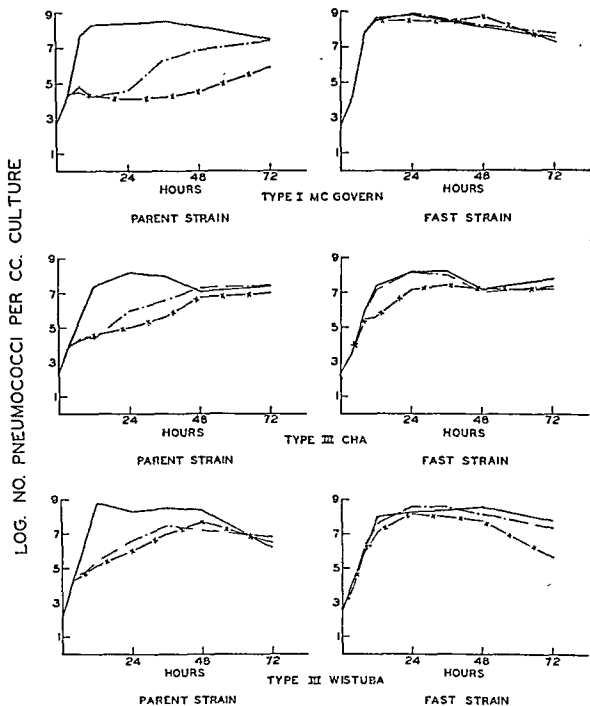 LOG. NO. PNEUMOCOCCI PER CC. CULTURE
9
7
5
3
1
24 48 72
HOURS
9
7
5
3
1
24 48 72
HOURS
TYPE I MC GOVERN
PARENT STRAIN
FAST STRAIN
9
7
5
3
1
24 48 72
HOURS
9
7
5
3
1
24 48 72
HOURS
TYPE III CHA
PARENT STRAIN
FAST STRAIN
9
7
5
3
1
24 48 72
HOURS
9
7
5
3
1
24 48 72
HOURS
TYPE III WISTUBA
PARENT STRAIN
FAST STRAIN